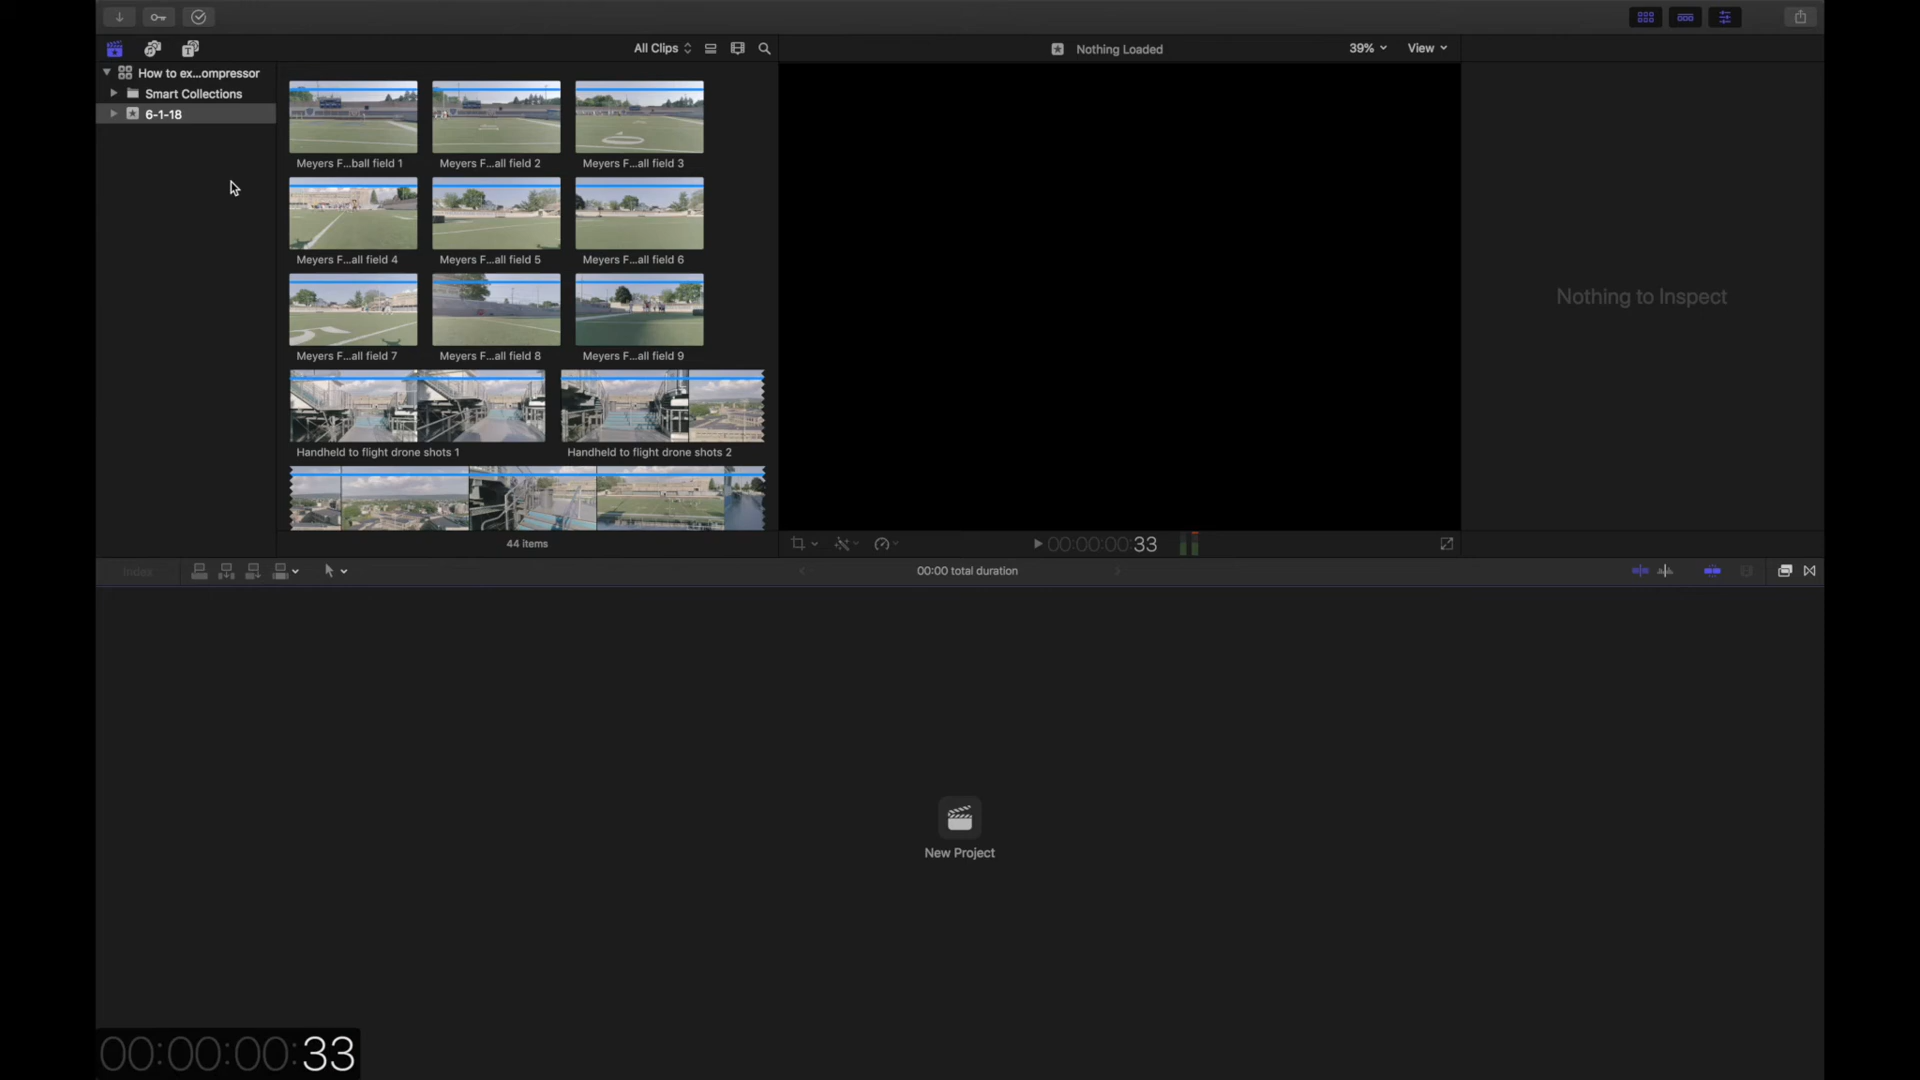 All Clips
Nothing Loaded
39%
View
How to ex...ompressor
Smart Collections
6-1-18
Meyers F...ball field 1
Meyers F...all field 2
Meyers F...all field 3
Meyers F...all field 4
Meyers F...all field 5
Meyers F...all field 6
Meyers F...all field 7
Meyers F...all field 8
Meyers F...all field 9
Handheld to flight drone shots 1
Handheld to flight drone shots 2
Nothing to Inspect
44 items
00:00:00:33
Index
00:00 total duration
New Project
00:00:00:33